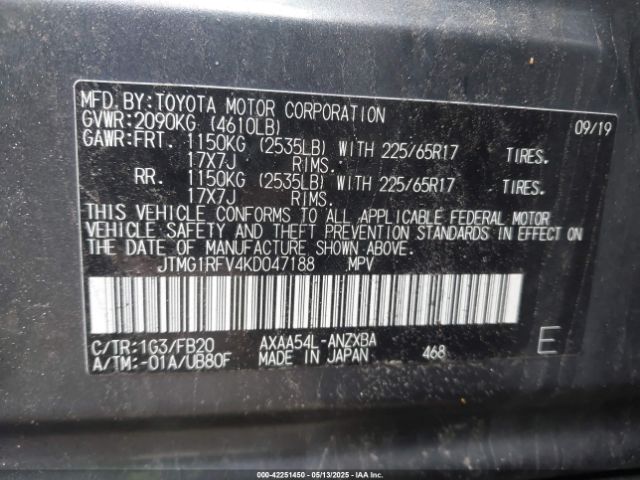 MFD.BY:TOYOTA MOTOR CORPORATION 09/19
GVWR:2090KG (4610LB)
GAWR:FRT. 1150KG (2535LB) WITH 225/65R17 TIRES.
17X7J RIMS.
RR. 1150KG (2535LB) WITH 225/65R17 TIRES.
17X7J RIMS.
THIS VEHICLE CONFORMS TO ALL APPLICABLE FEDERAL MOTOR
VEHICLE SAFETY AND THEFT PREVENTION STANDARDS IN EFFECT ON
THE DATE OF MANUFACTURE SHOWN ABOVE.
JTMG1RFV4KD047188 MPV
C/TR:1G3/FB20 AXAA54L-ANZXBA
A/TM:-01A/UB80F MADE IN JAPAN 468 E
000-42251450 - 05/13/2025 - IAAI.COM